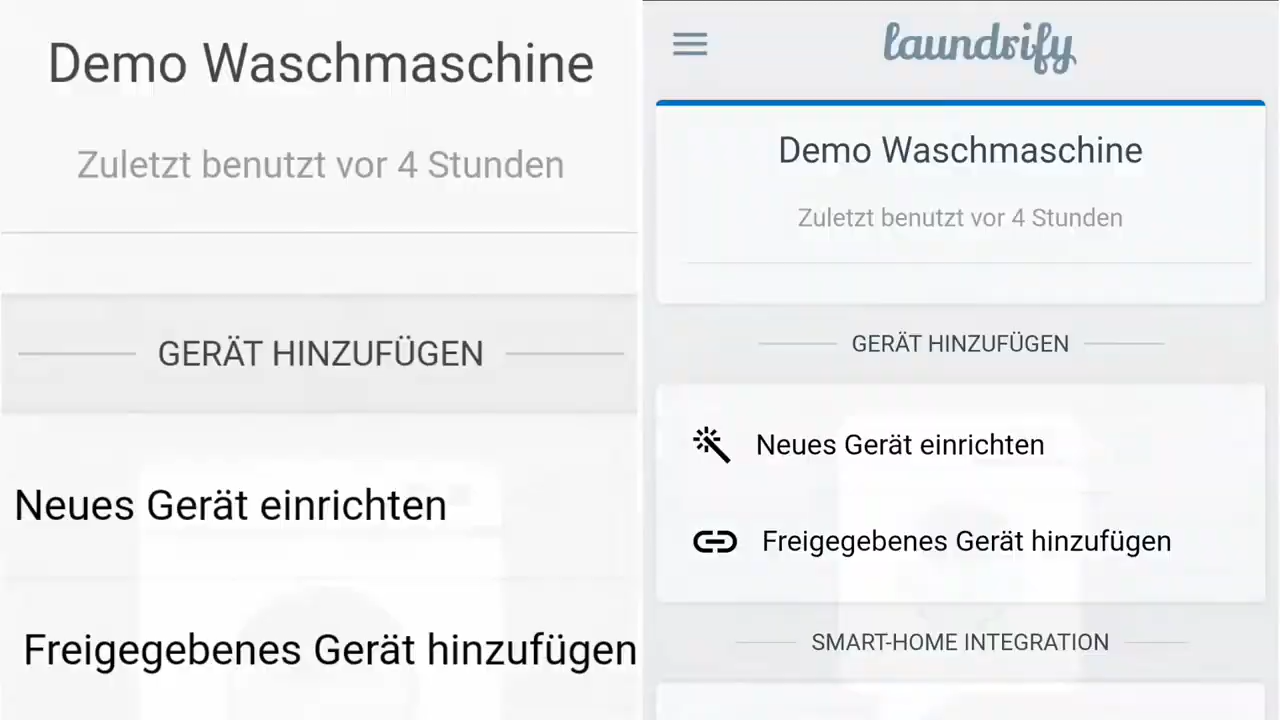 Demo Waschmaschine
Zuletzt benutzt vor 4 Stunden
GERÄT HINZUFÜGEN
Neues Gerät einrichten
Freigegebenes Gerät hinzufügen
laundrify
Demo Waschmaschine
Zuletzt benutzt vor 4 Stunden
GERÄT HINZUFÜGEN
Neues Gerät einrichten
Freigegebenes Gerät hinzufügen
SMART-HOME INTEGRATION